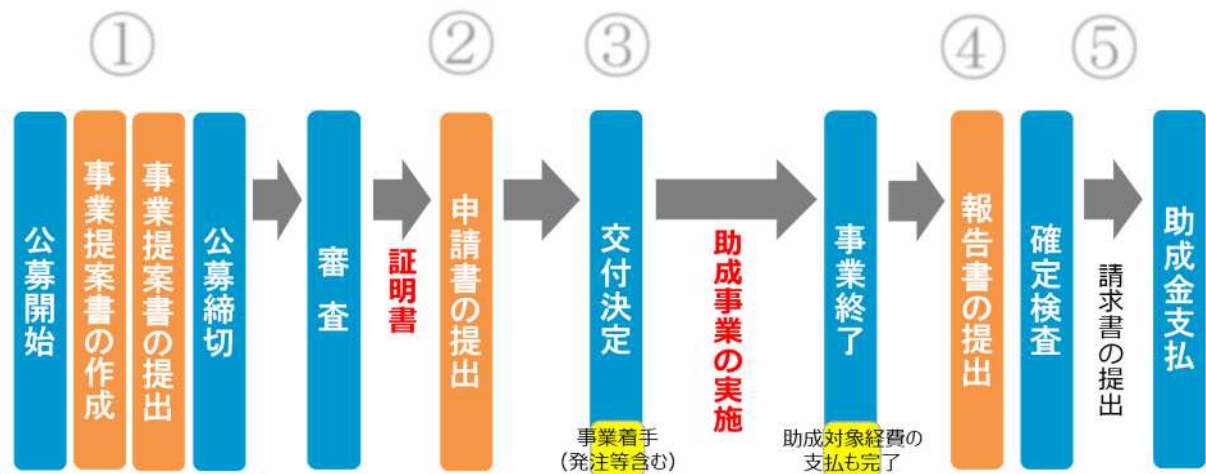 ①
②
③
④
⑤
公募開始
事業提案書の作成
事業提案書の提出
公募締切
審査
証明書
申請書の提出
交付決定
事業着手
(発注等含む)
助成事業の実施
事業終了
助成対象経費の
支払も完了
報告書の提出
確定検査
請求書の提出
助成金支払